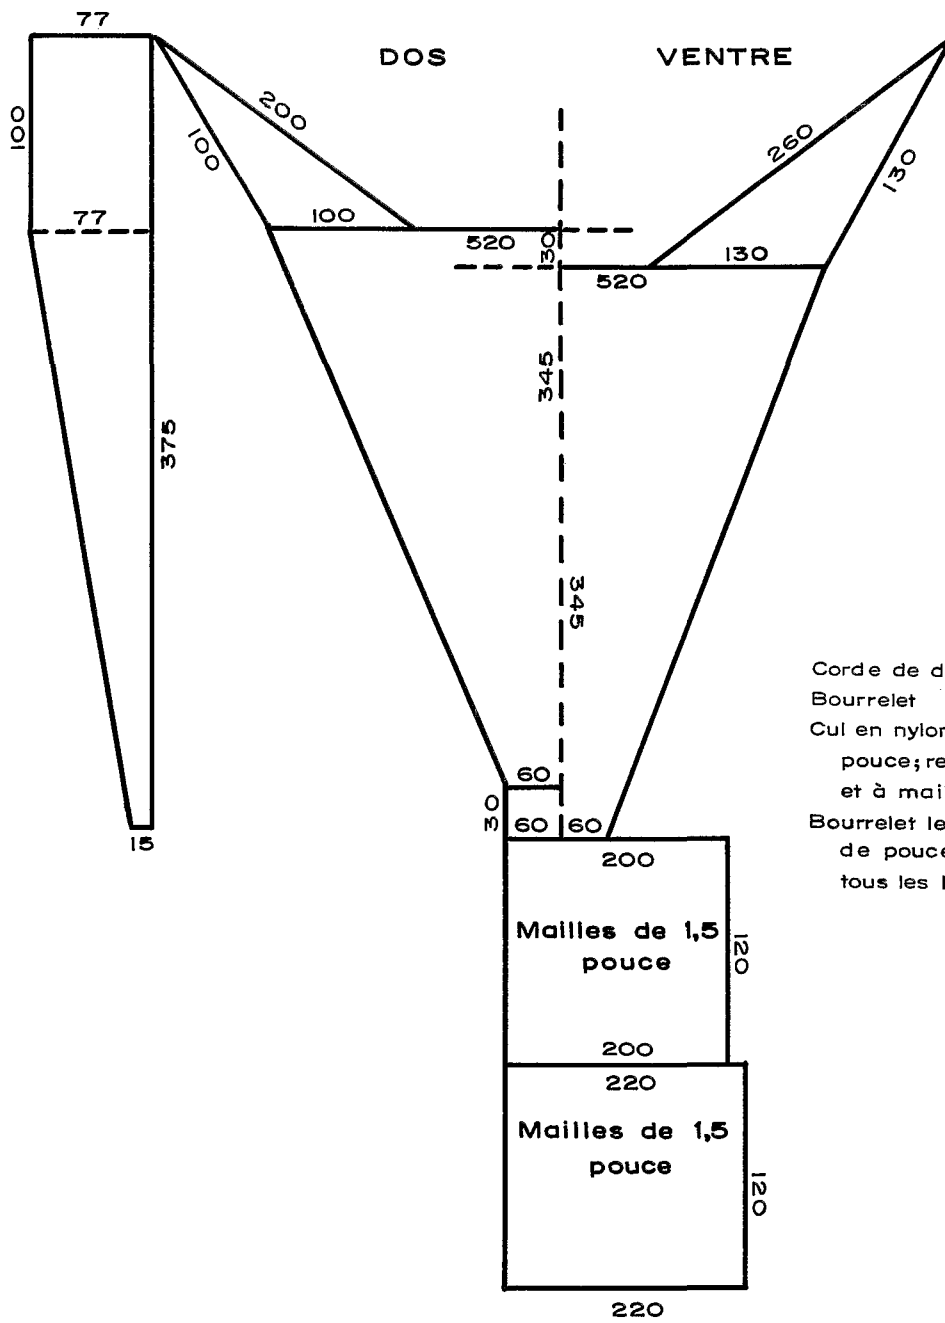 77
DOS
VENTRE
100
200
100
260
130
77
100
520
30
130
520
345
375
345
Corde de d
Bourrelet
Cul en nylon
pouce; re
et à mai
Bourrelet le
de pouce
tous les
60
30
60
60
15
200
Mailles de 1,5
pouce
120
200
220
Mailles de 1,5
pouce
120
220